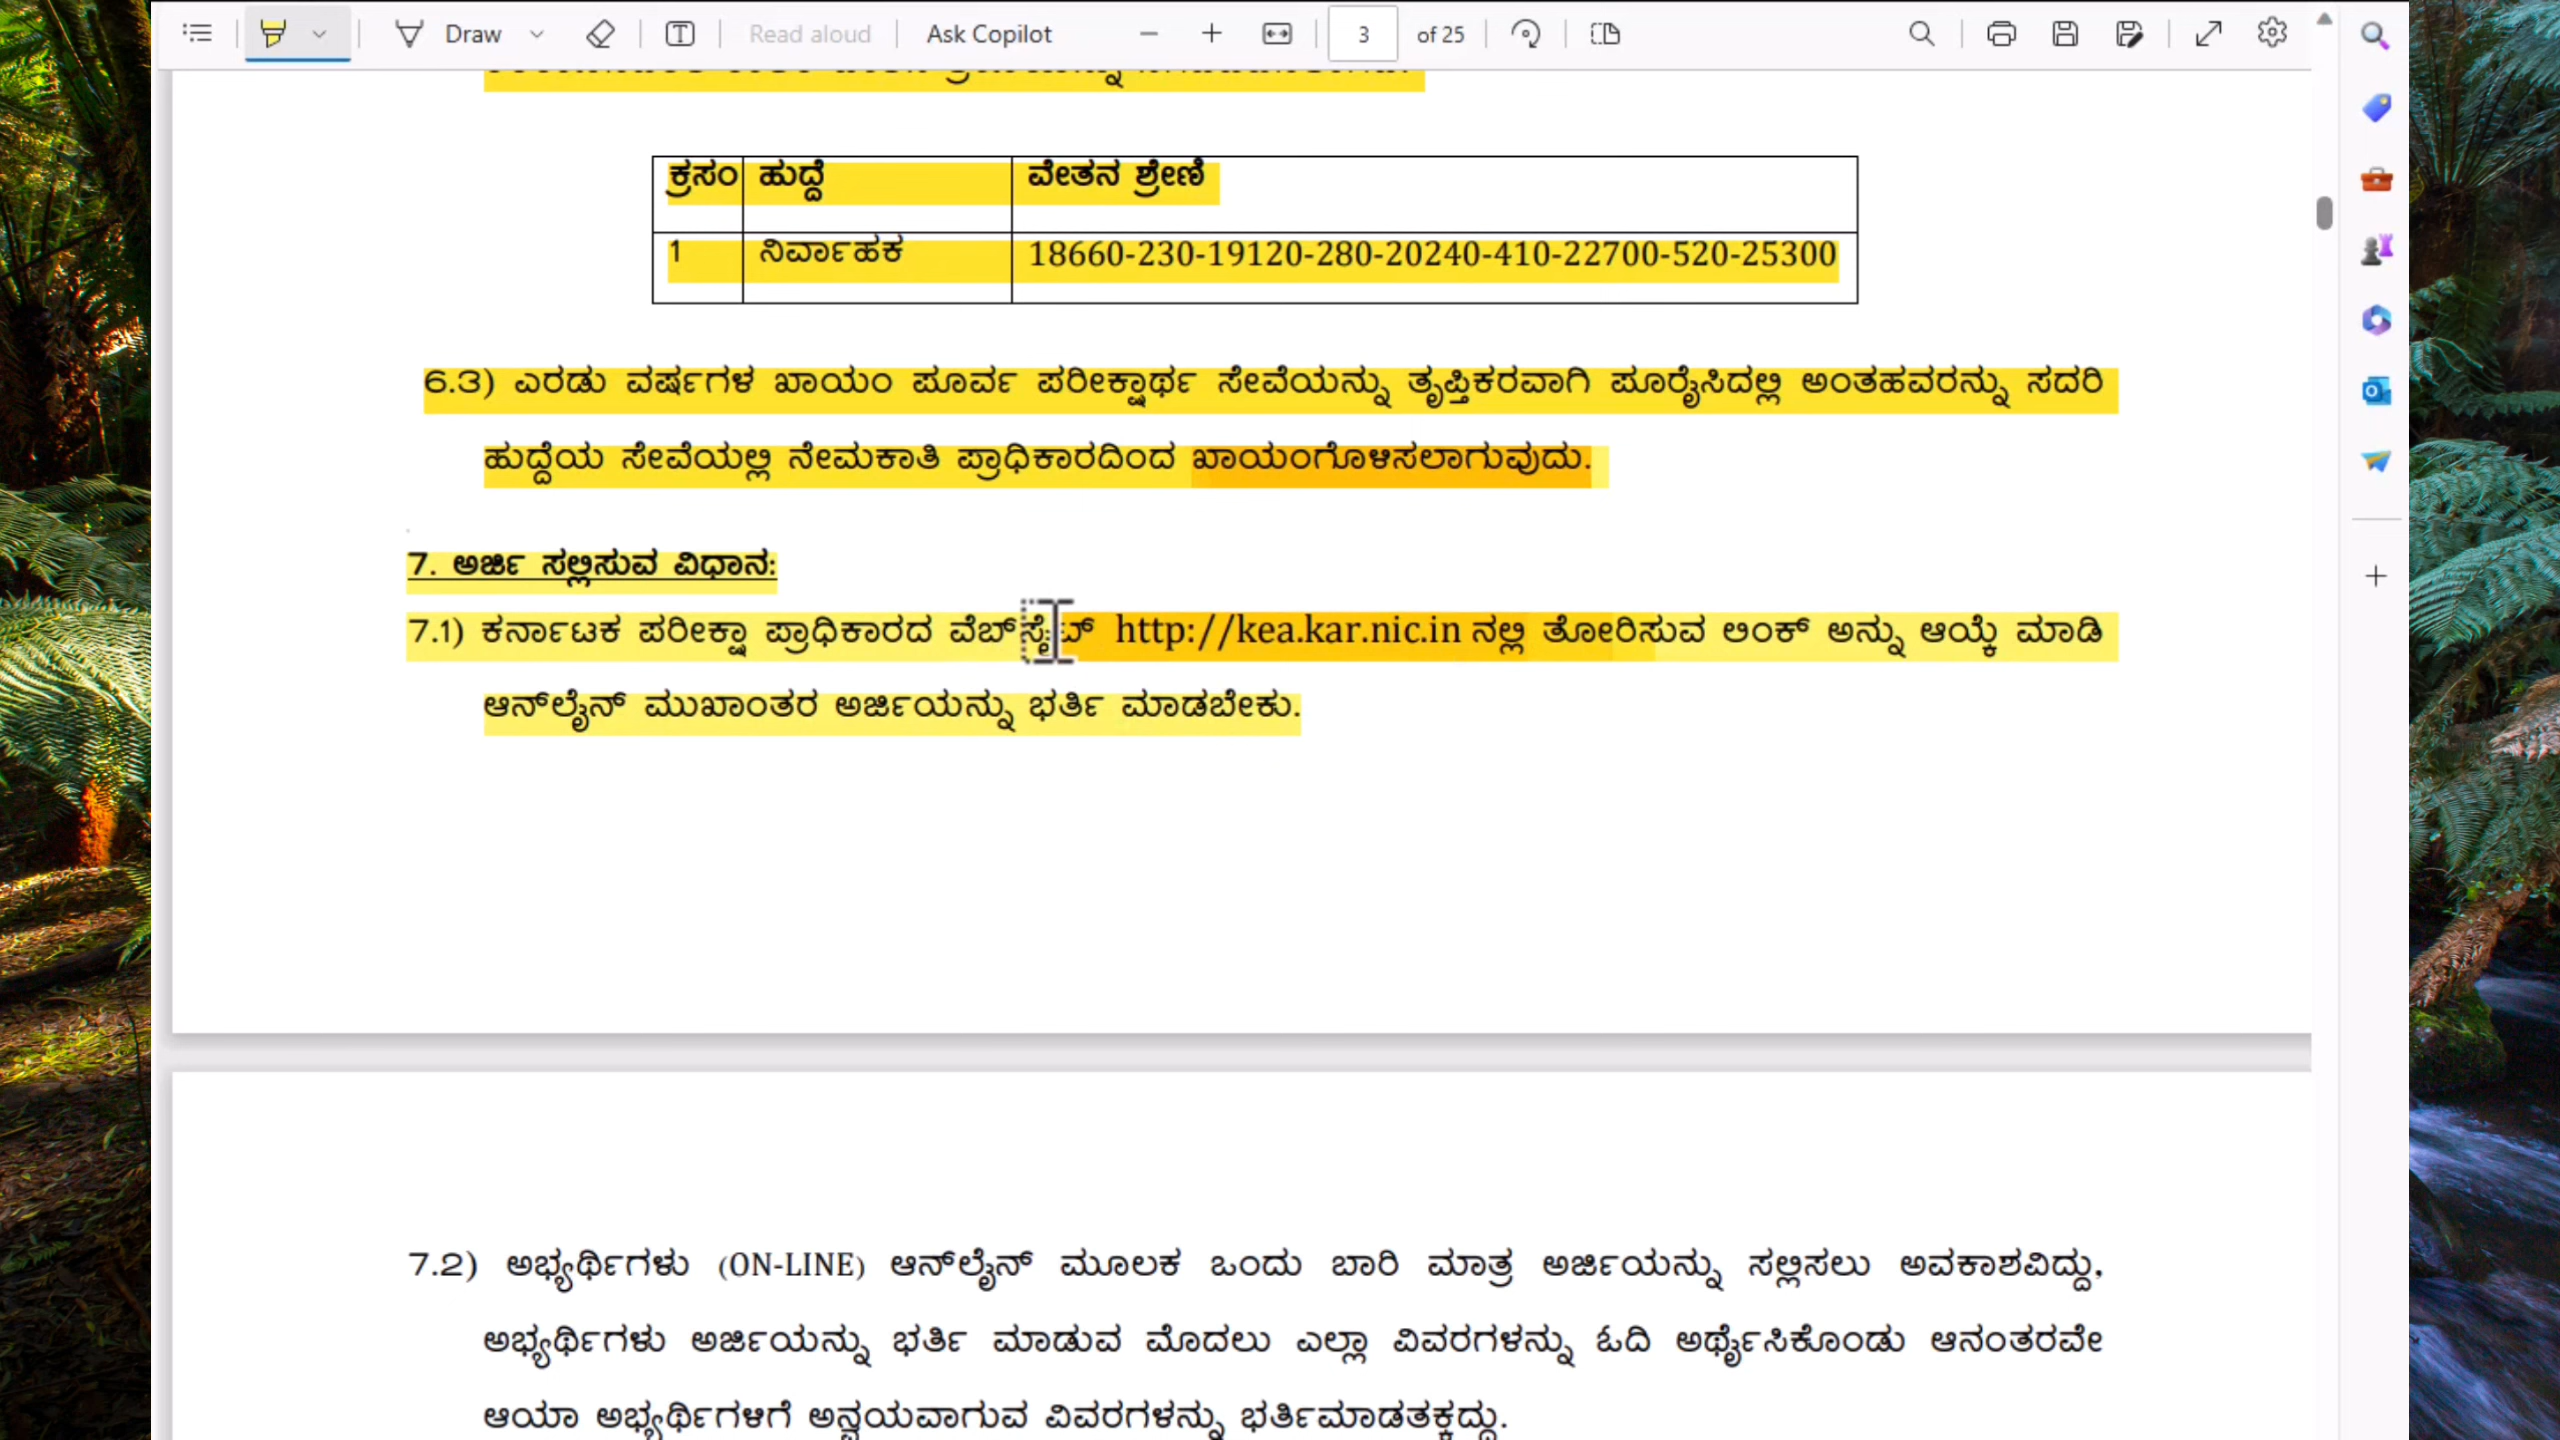 Draw
Read aloud
Ask Copilot
3
of 25
ಕ್ರಸಂ ಹುದ್ದೆ ವೇತನ ಶ್ರೇಣಿ
1 ನಿರ್ವಾಹಕ 18660-230-19120-280-20240-410-22700-520-25300
6.3) ಎರಡು ವರ್ಷಗಳ ಖಾಯಂ ಪೂರ್ವ ಪರೀಕ್ಷಾರ್ಥ ಸೇವೆಯನ್ನು ತೃಪ್ತಿಕರವಾಗಿ ಪೂರೈಸಿದಲ್ಲಿ ಅಂತಹವರನ್ನು ಸದರಿ
ಹುದ್ದೆಯ ಸೇವೆಯಲ್ಲಿ ನೇಮಕಾತಿ ಪ್ರಾಧಿಕಾರದಿಂದ ಖಾಯಂಗೊಳಿಸಲಾಗುವುದು.
7. ಅರ್ಜಿ ಸಲ್ಲಿಸುವ ವಿಧಾನ:
7.1) ಕರ್ನಾಟಕ ಪರೀಕ್ಷಾ ಪ್ರಾಧಿಕಾರದ ವೆಬ್‌ಸೈಟ್ http://kea.kar.nic.in ನಲ್ಲಿ ತೋರಿಸುವ ಲಿಂಕ್ ಅನ್ನು ಆಯ್ಕೆ ಮಾಡಿ
ಆನ್‌ಲೈನ್ ಮುಖಾಂತರ ಅರ್ಜಿಯನ್ನು ಭರ್ತಿ ಮಾಡಬೇಕು.
7.2) ಅಭ್ಯರ್ಥಿಗಳು (ON-LINE) ಆನ್‌ಲೈನ್ ಮೂಲಕ ಒಂದು ಬಾರಿ ಮಾತ್ರ ಅರ್ಜಿಯನ್ನು ಸಲ್ಲಿಸಲು ಅವಕಾಶವಿದ್ದು,
ಅಭ್ಯರ್ಥಿಗಳು ಅರ್ಜಿಯನ್ನು ಭರ್ತಿ ಮಾಡುವ ಮೊದಲು ಎಲ್ಲಾ ವಿವರಗಳನ್ನು ಓದಿ ಅರ್ಥೈಸಿಕೊಂಡು ಆನಂತರವೇ
ಆಯಾ ಅಭ್ಯರ್ಥಿಗಳಿಗೆ ಅನ್ವಯವಾಗುವ ವಿವರಗಳನ್ನು ಭರ್ತಿಮಾಡತಕ್ಕದ್ದು.